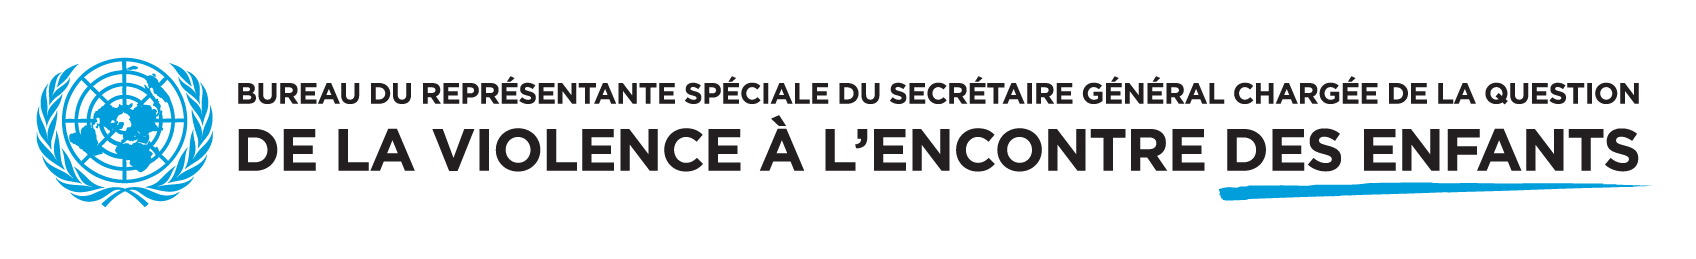 BUREAU DU REPRÉSENTANTE SPÉCIALE DU SECRÉTAIRE GÉNÉRAL CHARGÉE DE LA QUESTION
DE LA VIOLENCE À L’ENCONTRE DES ENFANTS